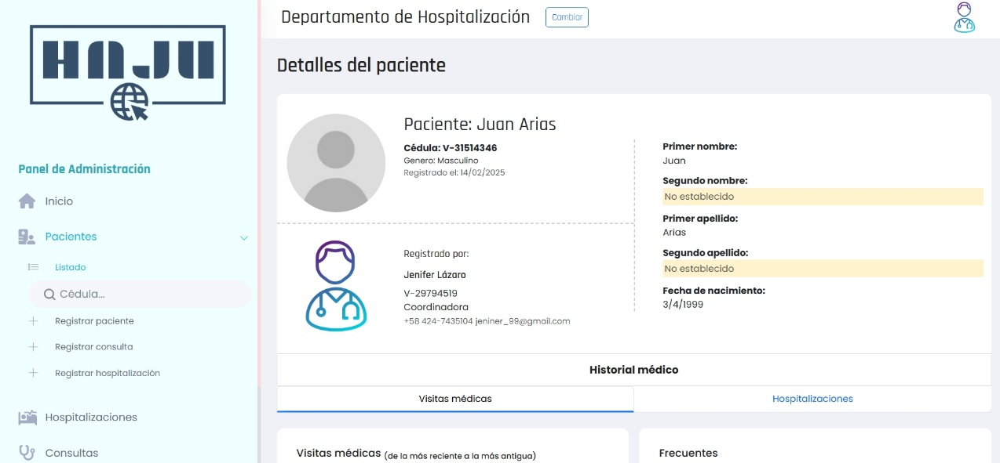 HNJU
Panel de Administración
Inicio
Pacientes
Listado
Cédula...
Registrar paciente
Registrar consulta
Registrar hospitalización
Hospitalizaciones
Consultas
Departamento de Hospitalización
Cambiar
Detalles del paciente
Paciente: Juan Arias
Cédula: V-31514346
Genero: Masculino
Registrado el: 14/02/2025
Registrado por:
Jenifer Lázaro
V-29794519
Coordinadora
+58 424-7435104 jeniner_99@gmail.com
Primer nombre:
Juan
Segundo nombre:
No establecido
Primer apellido:
Arias
Segundo apellido:
No establecido
Fecha de nacimiento:
3/4/1999
Historial médico
Visitas médicas
Hospitalizaciones
Visitas médicas (de la más reciente a la más antigua)
Frecuentes